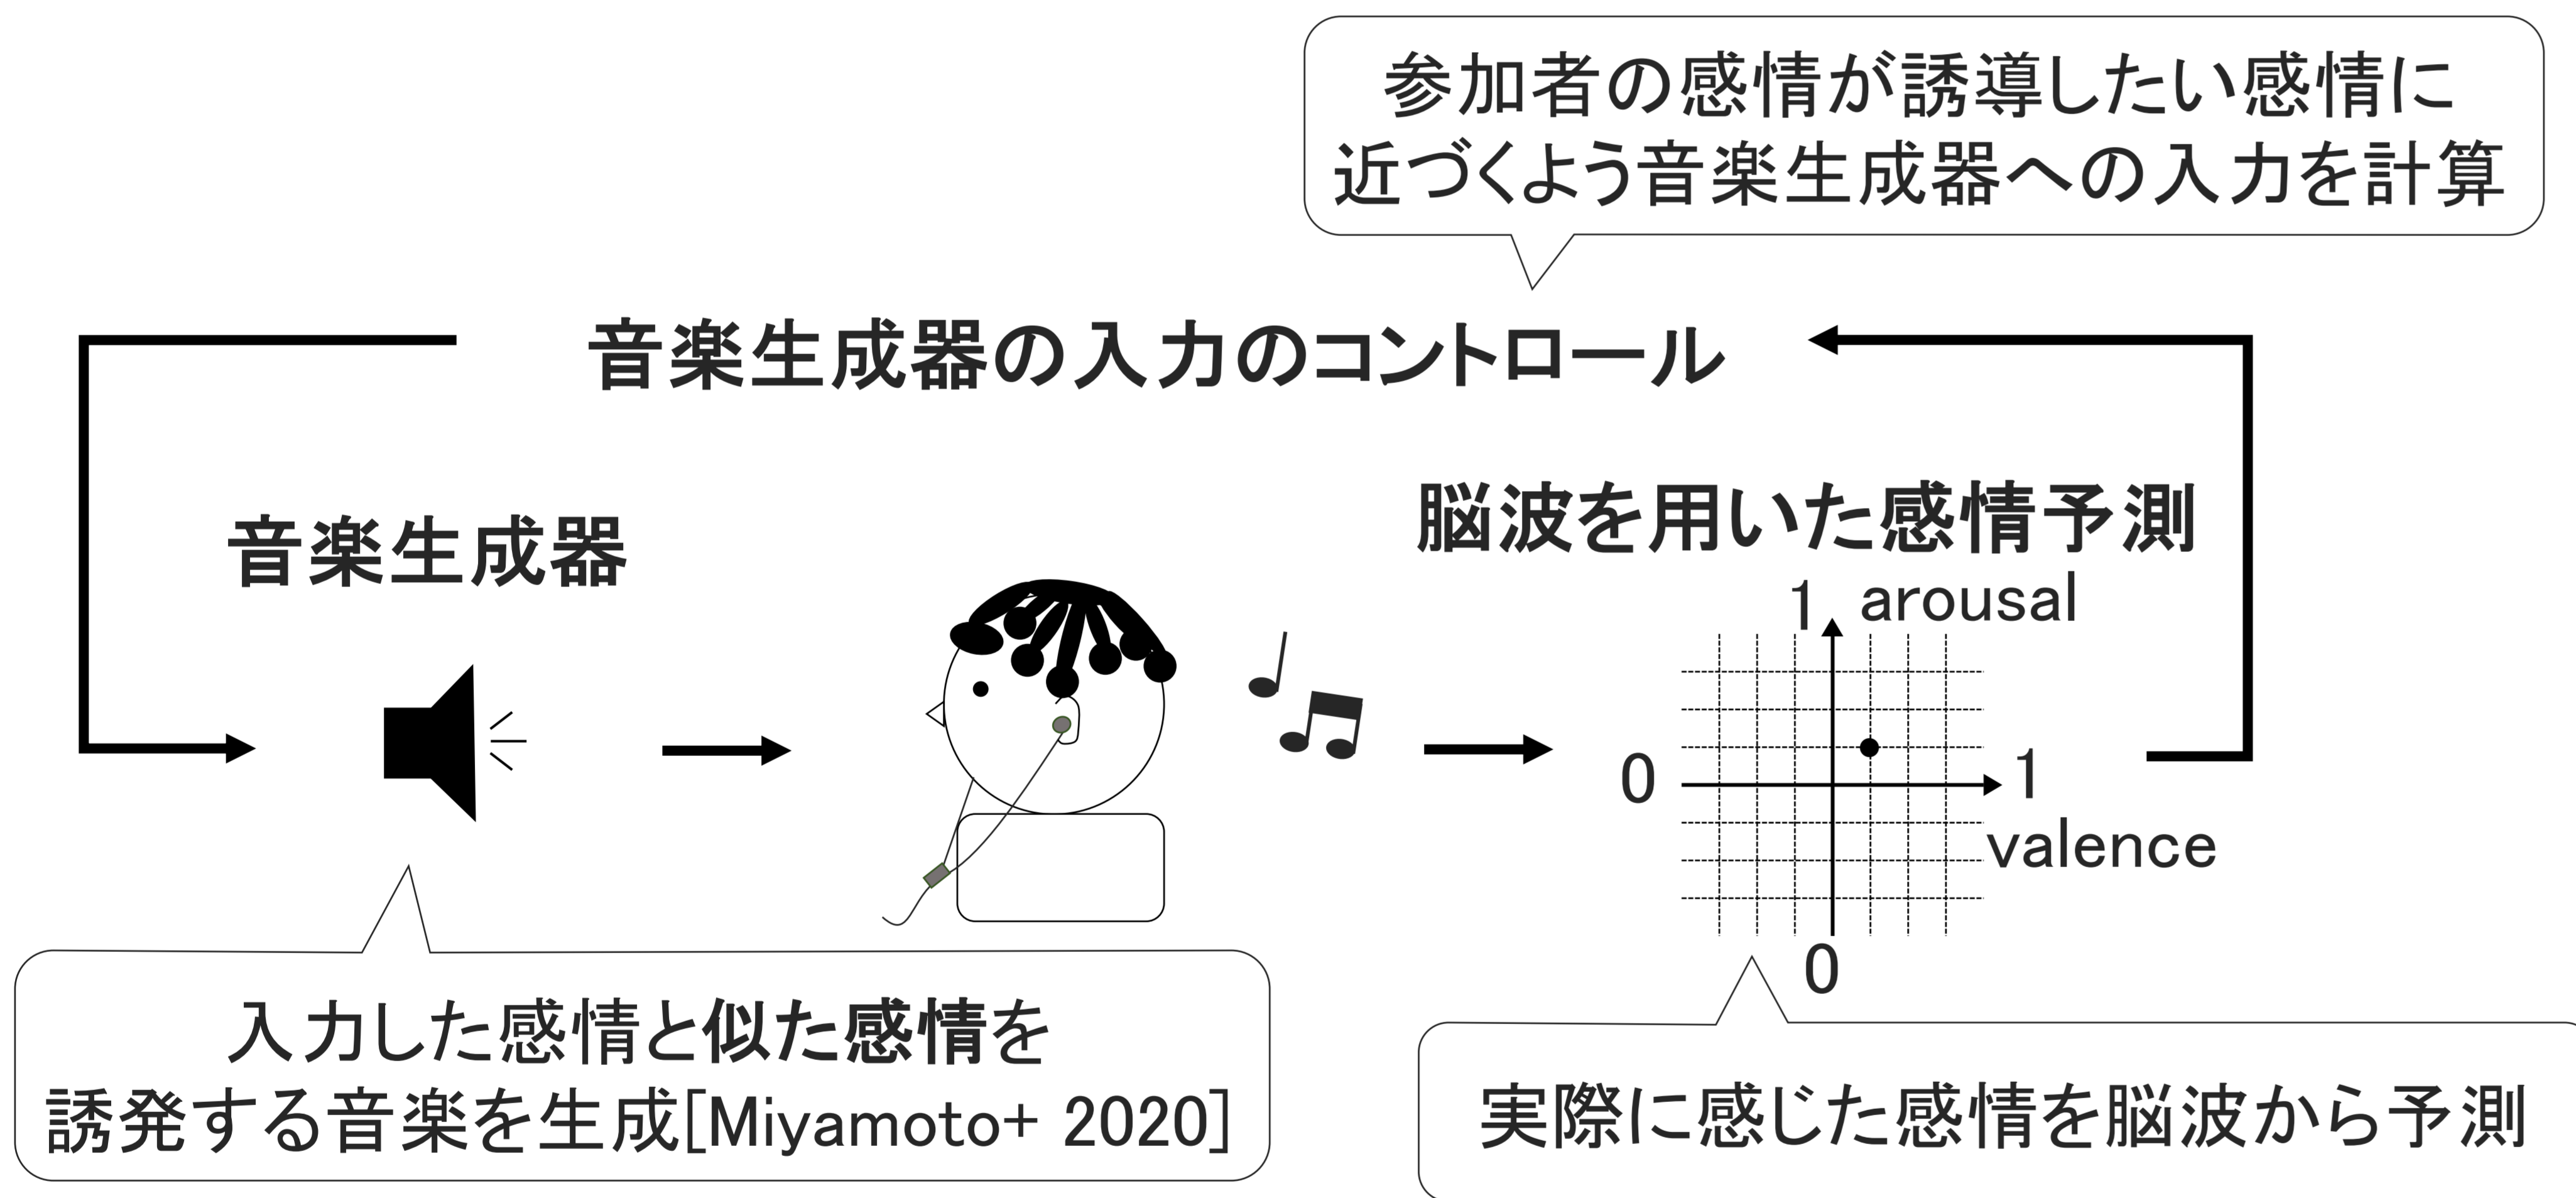 参加者の感情が誘導したい感情に
近づくよう音楽生成器への入力を計算
音楽生成器の入力のコントロール
音楽生成器
脳波を用いた感情予測
1
arousal
0
1
valence
0
入力した感情と似た感情を
誘発する音楽を生成[Miyamoto+ 2020]
実際に感じた感情を脳波から予測